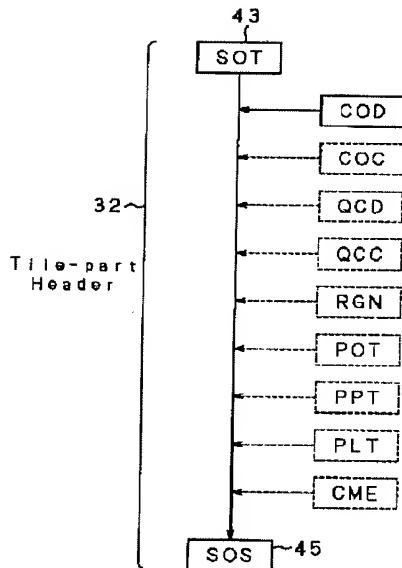 43
SOT
COD
COC
32
QCD
QCC
Tile-part
Header
RGN
POT
PPT
PLT
CME
SOS
45